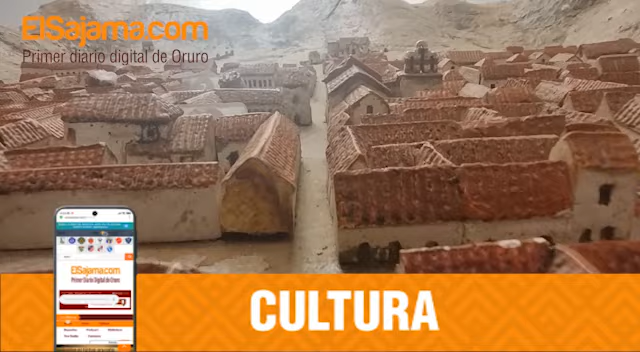 ElSajama.com
Primer diario digital de Oruro
ElSajama.com
Primer Diario Digital de Oruro
CULTURA